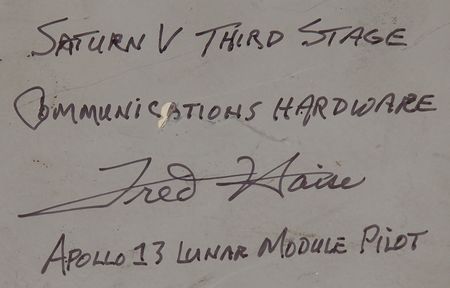 SATURN V THIRD STAGE
COMMUNICATIONS HARDWARE
Fred Haise
APOLLO 13 LUNAR MODULE PILOT